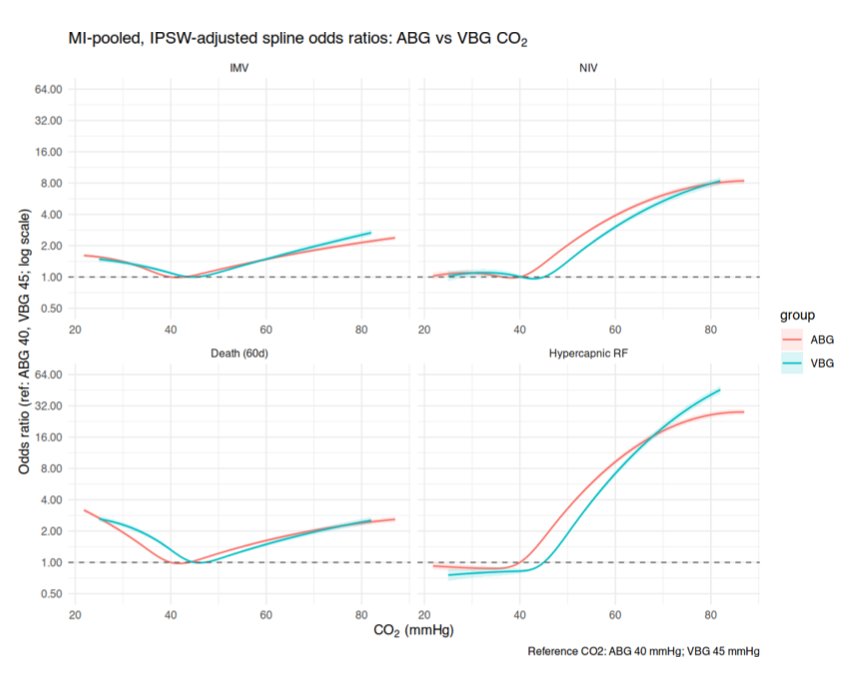 MI-pooled, IPSW-adjusted spline odds ratios: ABG vs VBG CO₂
IMV
NIV
64.00
32.00
16.00
8.00
4.00
2.00
1.00
0.50
20 40 60 80
20 40 60 80
Death (60d)
Hypercapnic RF
64.00
32.00
16.00
8.00
4.00
2.00
1.00
0.50
20 40 60 80
20 40 60 80
Odds ratio (ref: ABG 40, VBG 45; log scale)
CO₂ (mmHg)
group
ABG
VBG
Reference CO2: ABG 40 mmHg; VBG 45 mmHg